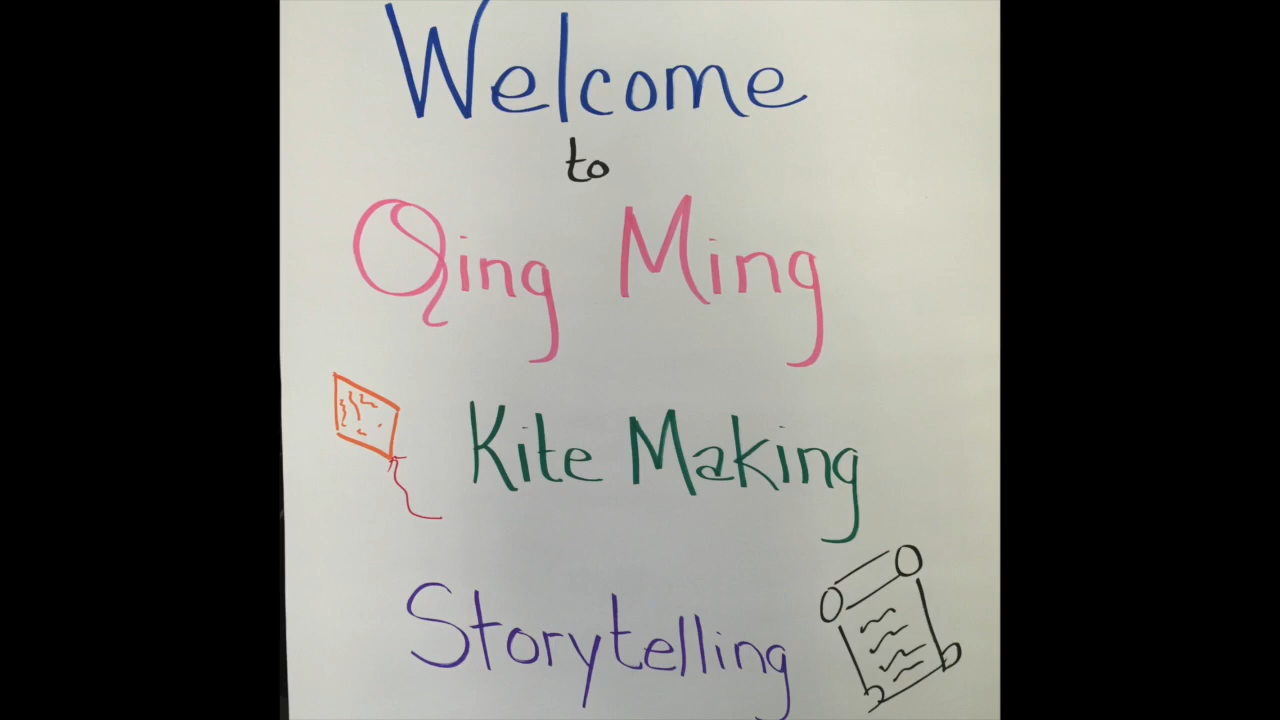 Welcome
to
Qing Ming
Kite Making
Storytelling